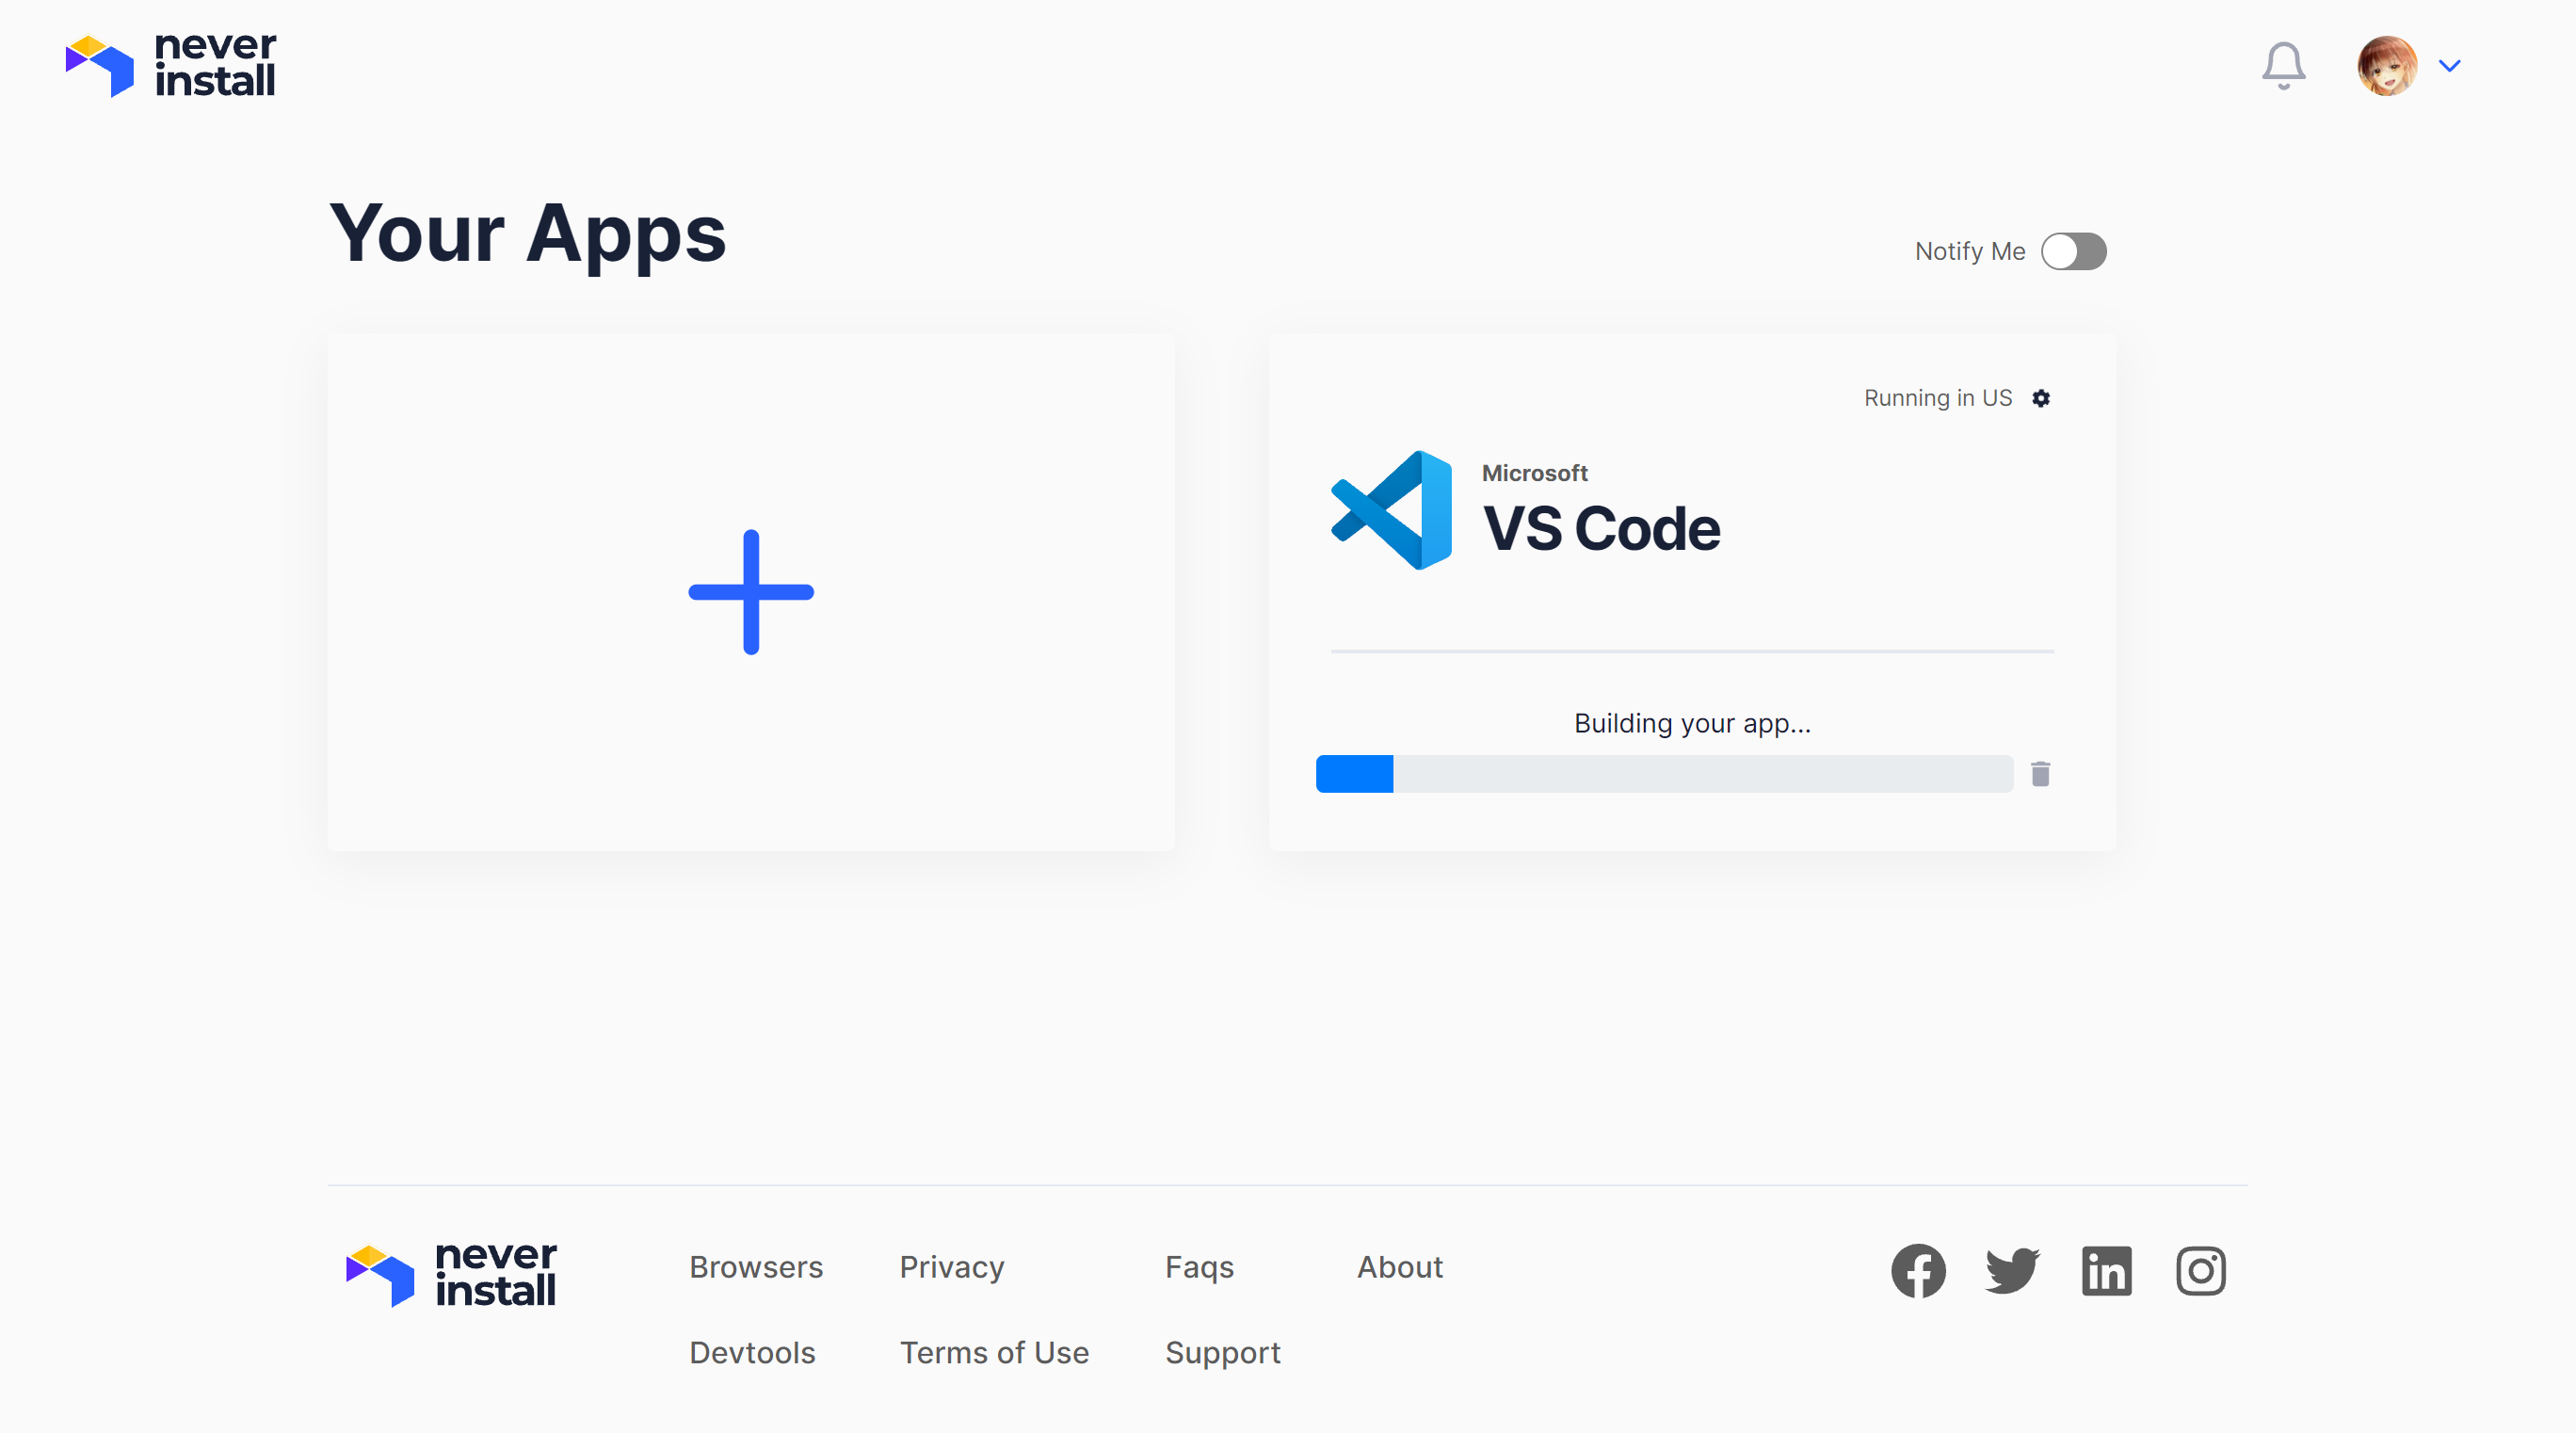 never
install
Your Apps
Notify Me
Running in US
Microsoft
VS Code
Building your app...
never
install
Browsers
Privacy
Faqs
About
Devtools
Terms of Use
Support